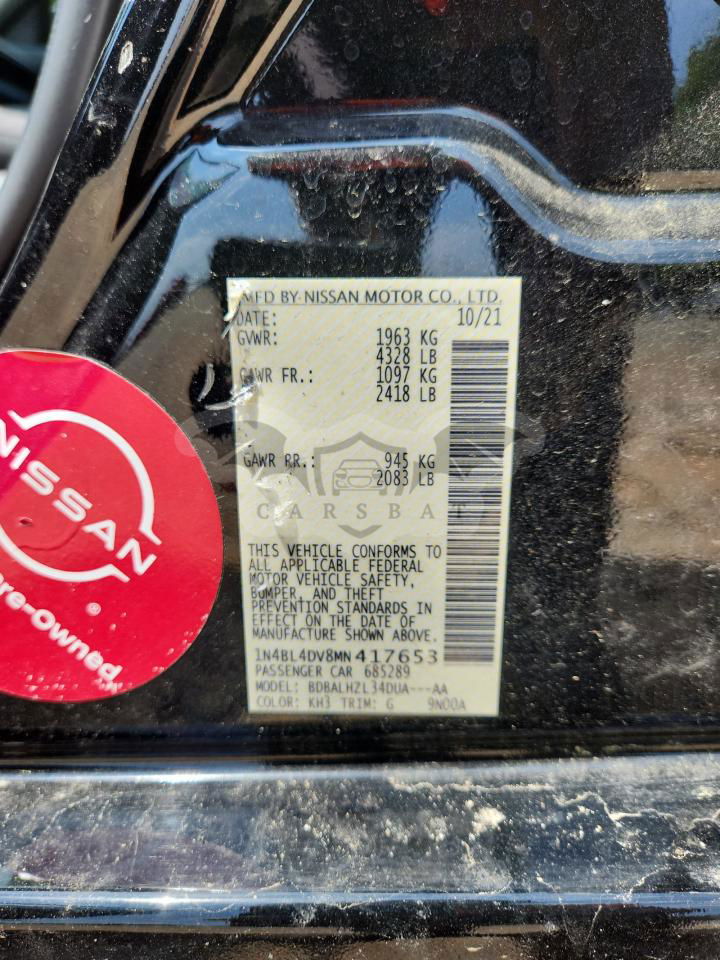 MFD BY NISSAN MOTOR CO., LTD.
DATE: 10/21
GVWR: 1963 KG
4328 LB
GAWR FR.: 1097 KG
2418 LB
GAWR RR.: 945 KG
2083 LB
CARSBAT
THIS VEHICLE CONFORMS TO
ALL APPLICABLE FEDERAL
MOTOR VEHICLE SAFETY,
BUMPER, AND THEFT
PREVENTION STANDARDS IN
EFFECT ON THE DATE OF
MANUFACTURE SHOWN ABOVE.
1N4BL4DV8MN417653
PASSENGER CAR 685289
MODEL: BDBALHZL34DUA---AA
COLOR: KH3 TRIM: G 9N00A
NISSAN
®
re-Owned